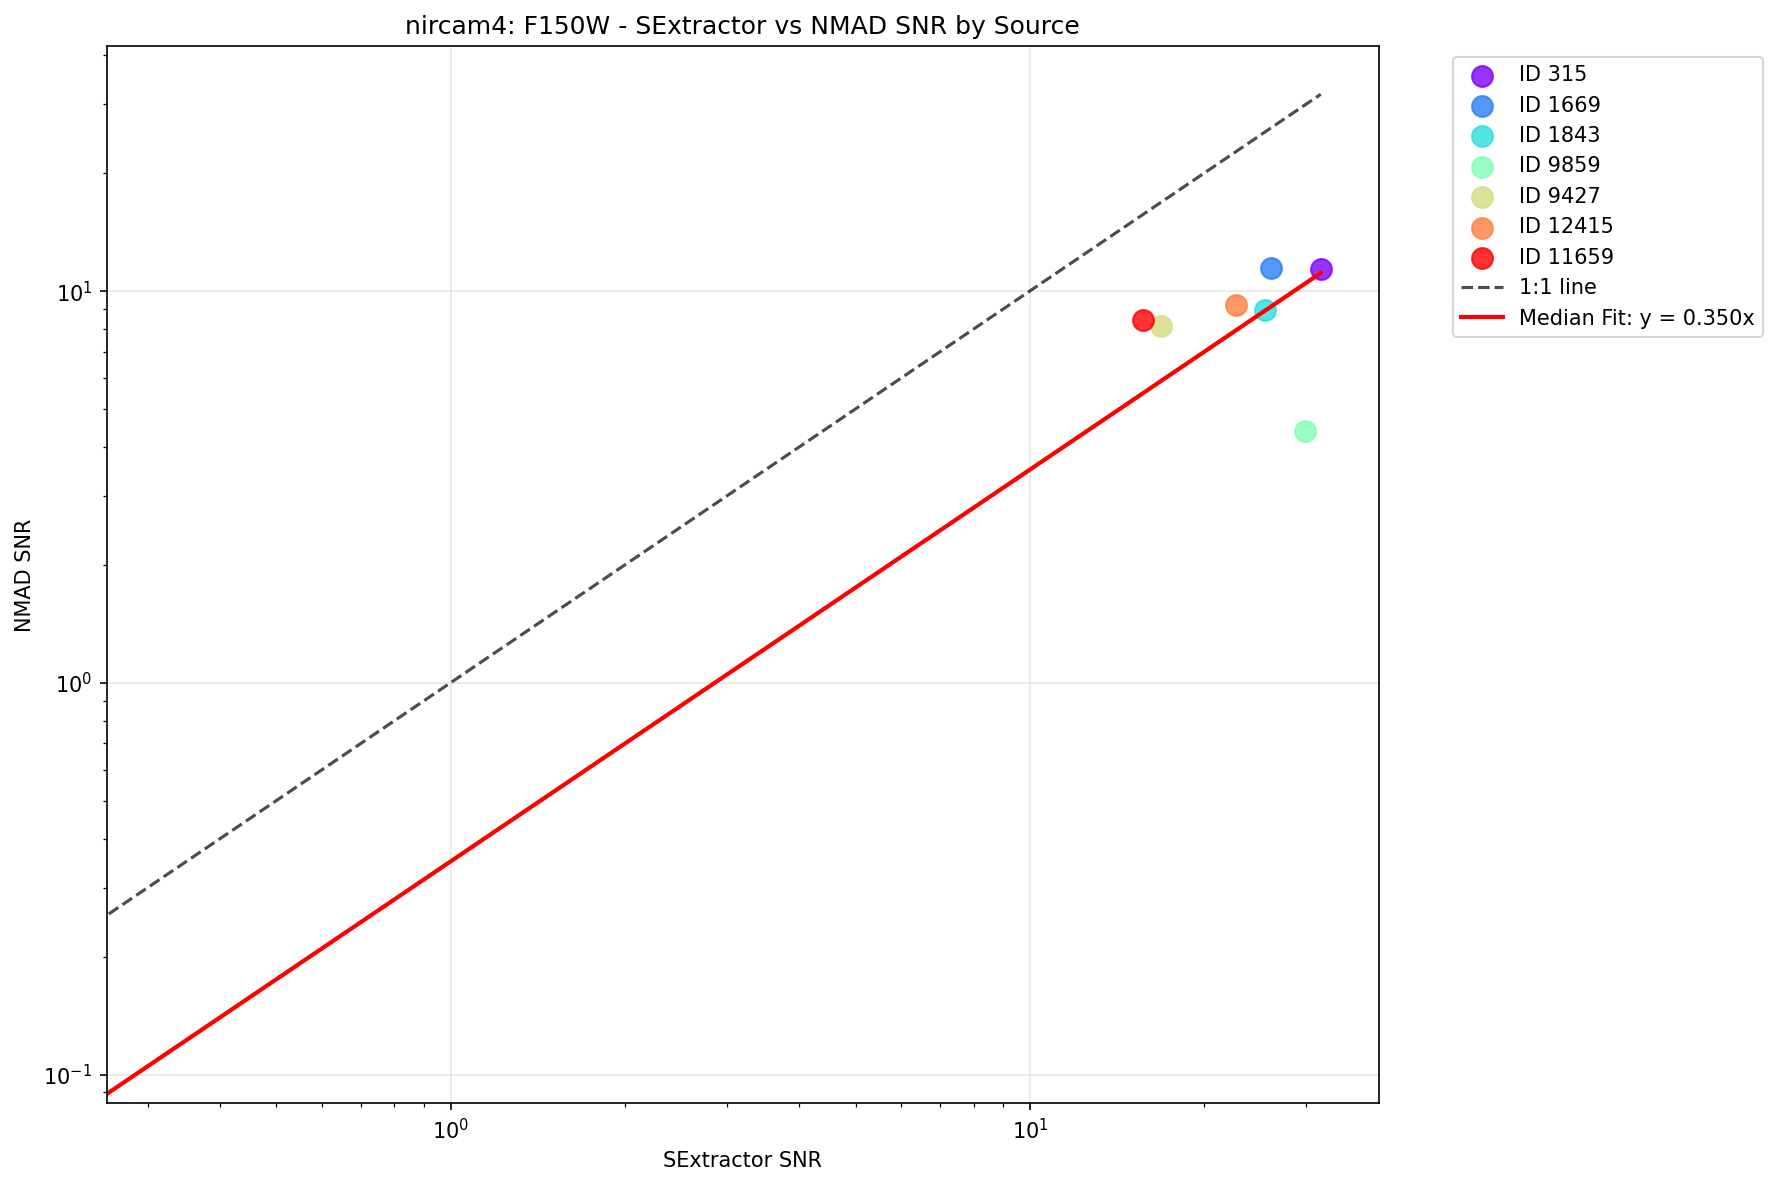 nircam4: F150W - SExtractor vs NMAD SNR by Source
ID 315
ID 1669
ID 1843
ID 9859
ID 9427
ID 12415
ID 11659
1:1 line
Median Fit: y = 0.350x
NMAD SNR
10¹
10⁰
10⁻¹
10⁰
10¹
SExtractor SNR